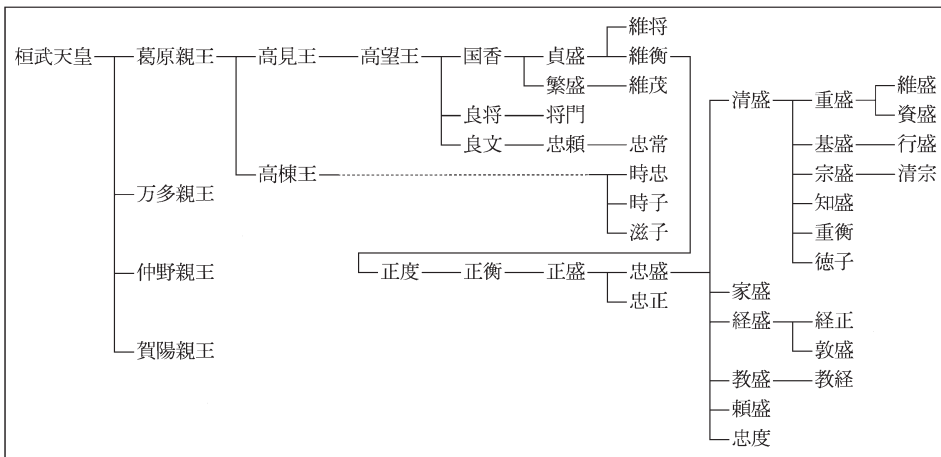 維将
桓武天皇 葛原親王 高見王 高望王 国香 貞盛 維衡
繁盛 維茂 維盛
清盛 重盛
良将 将門 資盛
良文 忠頼 忠常 基盛 行盛
高棟王 時忠 宗盛 清宗
万多親王 時子 知盛
滋子 重衡
徳子
仲野親王 正度 正衡 正盛 忠盛
家盛
忠正
経盛 経正
賀陽親王 敦盛
教盛 教経
頼盛
忠度